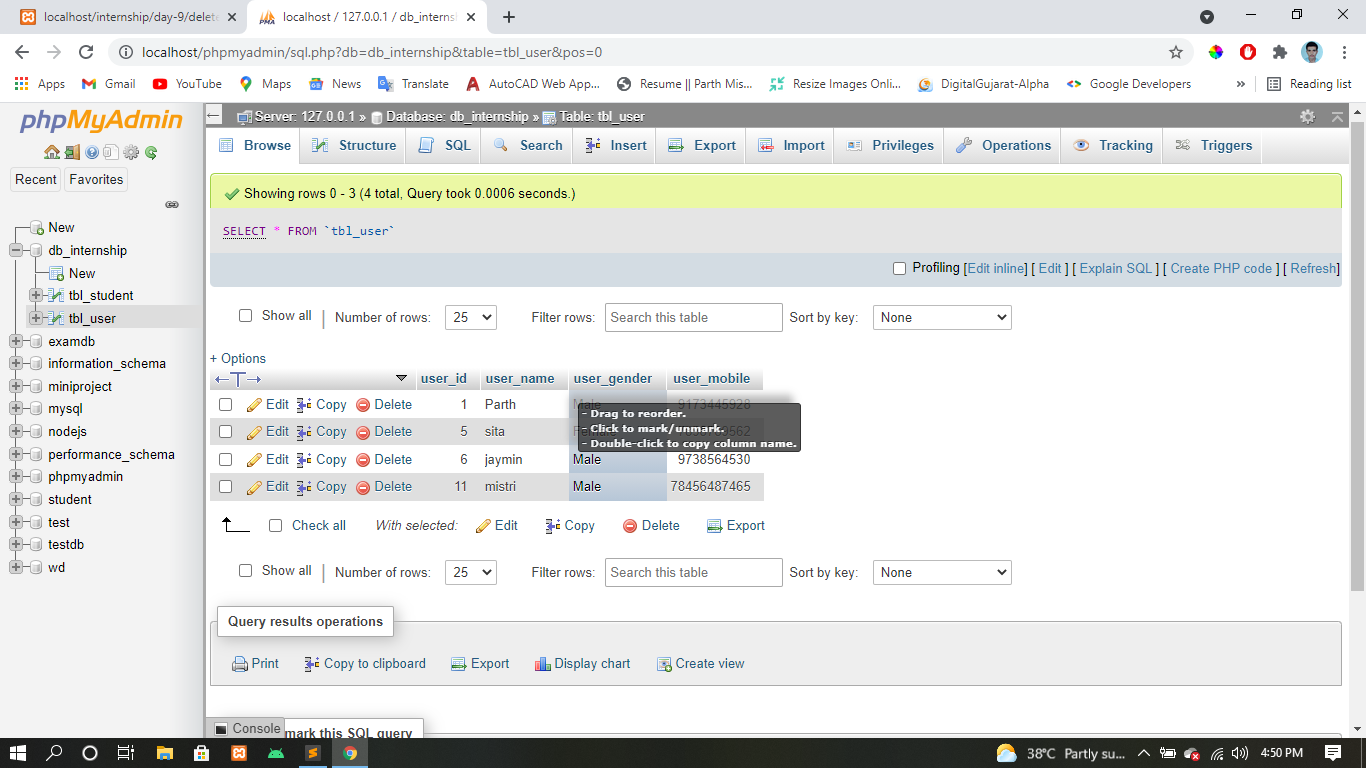 localhost/internship/day-9/delete
localhost / 127.0.0.1 / db_interns
localhost/phpmyadmin/sql.php?db=db_internship&table=tbl_user&pos=0
Apps Gmail YouTube Maps News Translate AutoCAD Web App... Resume || Parth Mis... Resize Images Onli... DigitalGujarat-Alpha Google Developers » Reading list
phpMyAdmin
Recent Favorites
New
db_internship
New
tbl_student
tbl_user
examdb
information_schema
miniproject
mysql
nodejs
performance_schema
phpmyadmin
student
test
testdb
wd
Server: 127.0.0.1 » Database: db_internship » Table: tbl_user
Browse Structure SQL Search Insert Export Import Privileges Operations Tracking Triggers
Showing rows 0 - 3 (4 total, Query took 0.0006 seconds.)
SELECT * FROM `tbl_user`
Profiling [Edit inline] [ Edit ] [ Explain SQL ] [ Create PHP code ] [ Refresh]
Show all | Number of rows: 25 Filter rows: Search this table Sort by key: None
+ Options
user_id user_name user_gender user_mobile
Edit Copy Delete 1 Parth Male 9173445928
Edit Copy Delete 5 sita Female
- Drag to reorder.
- Click to mark/unmark.
- Double-click to copy column name.
Edit Copy Delete 6 jaymin Male 9738564530
Edit Copy Delete 11 mistri Male 78456487465
Check all With selected: Edit Copy Delete Export
Show all | Number of rows: 25 Filter rows: Search this table Sort by key: None
Query results operations
Print Copy to clipboard Export Display chart Create view
Console
mark this SQL query
38°C Partly su... 4:50 PM